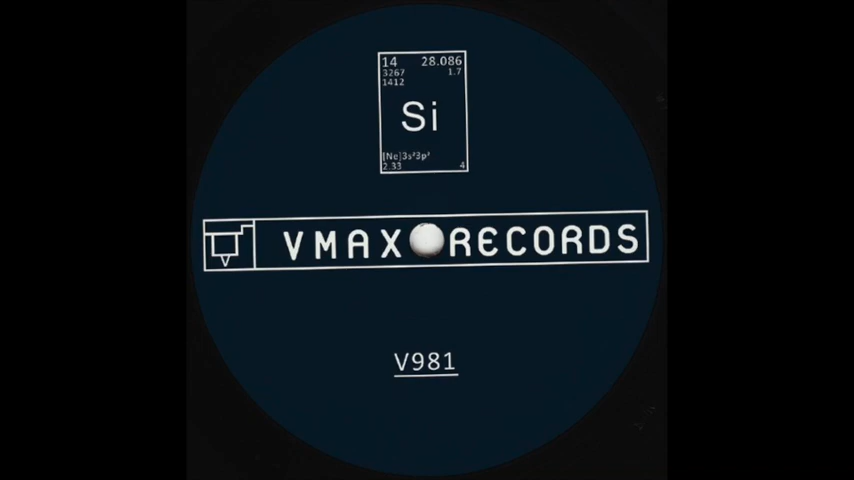 14 28.086
3267 1.7
1412
Si
[Ne]3s²3p²
2.33 4
VMAX RECORDS
V981